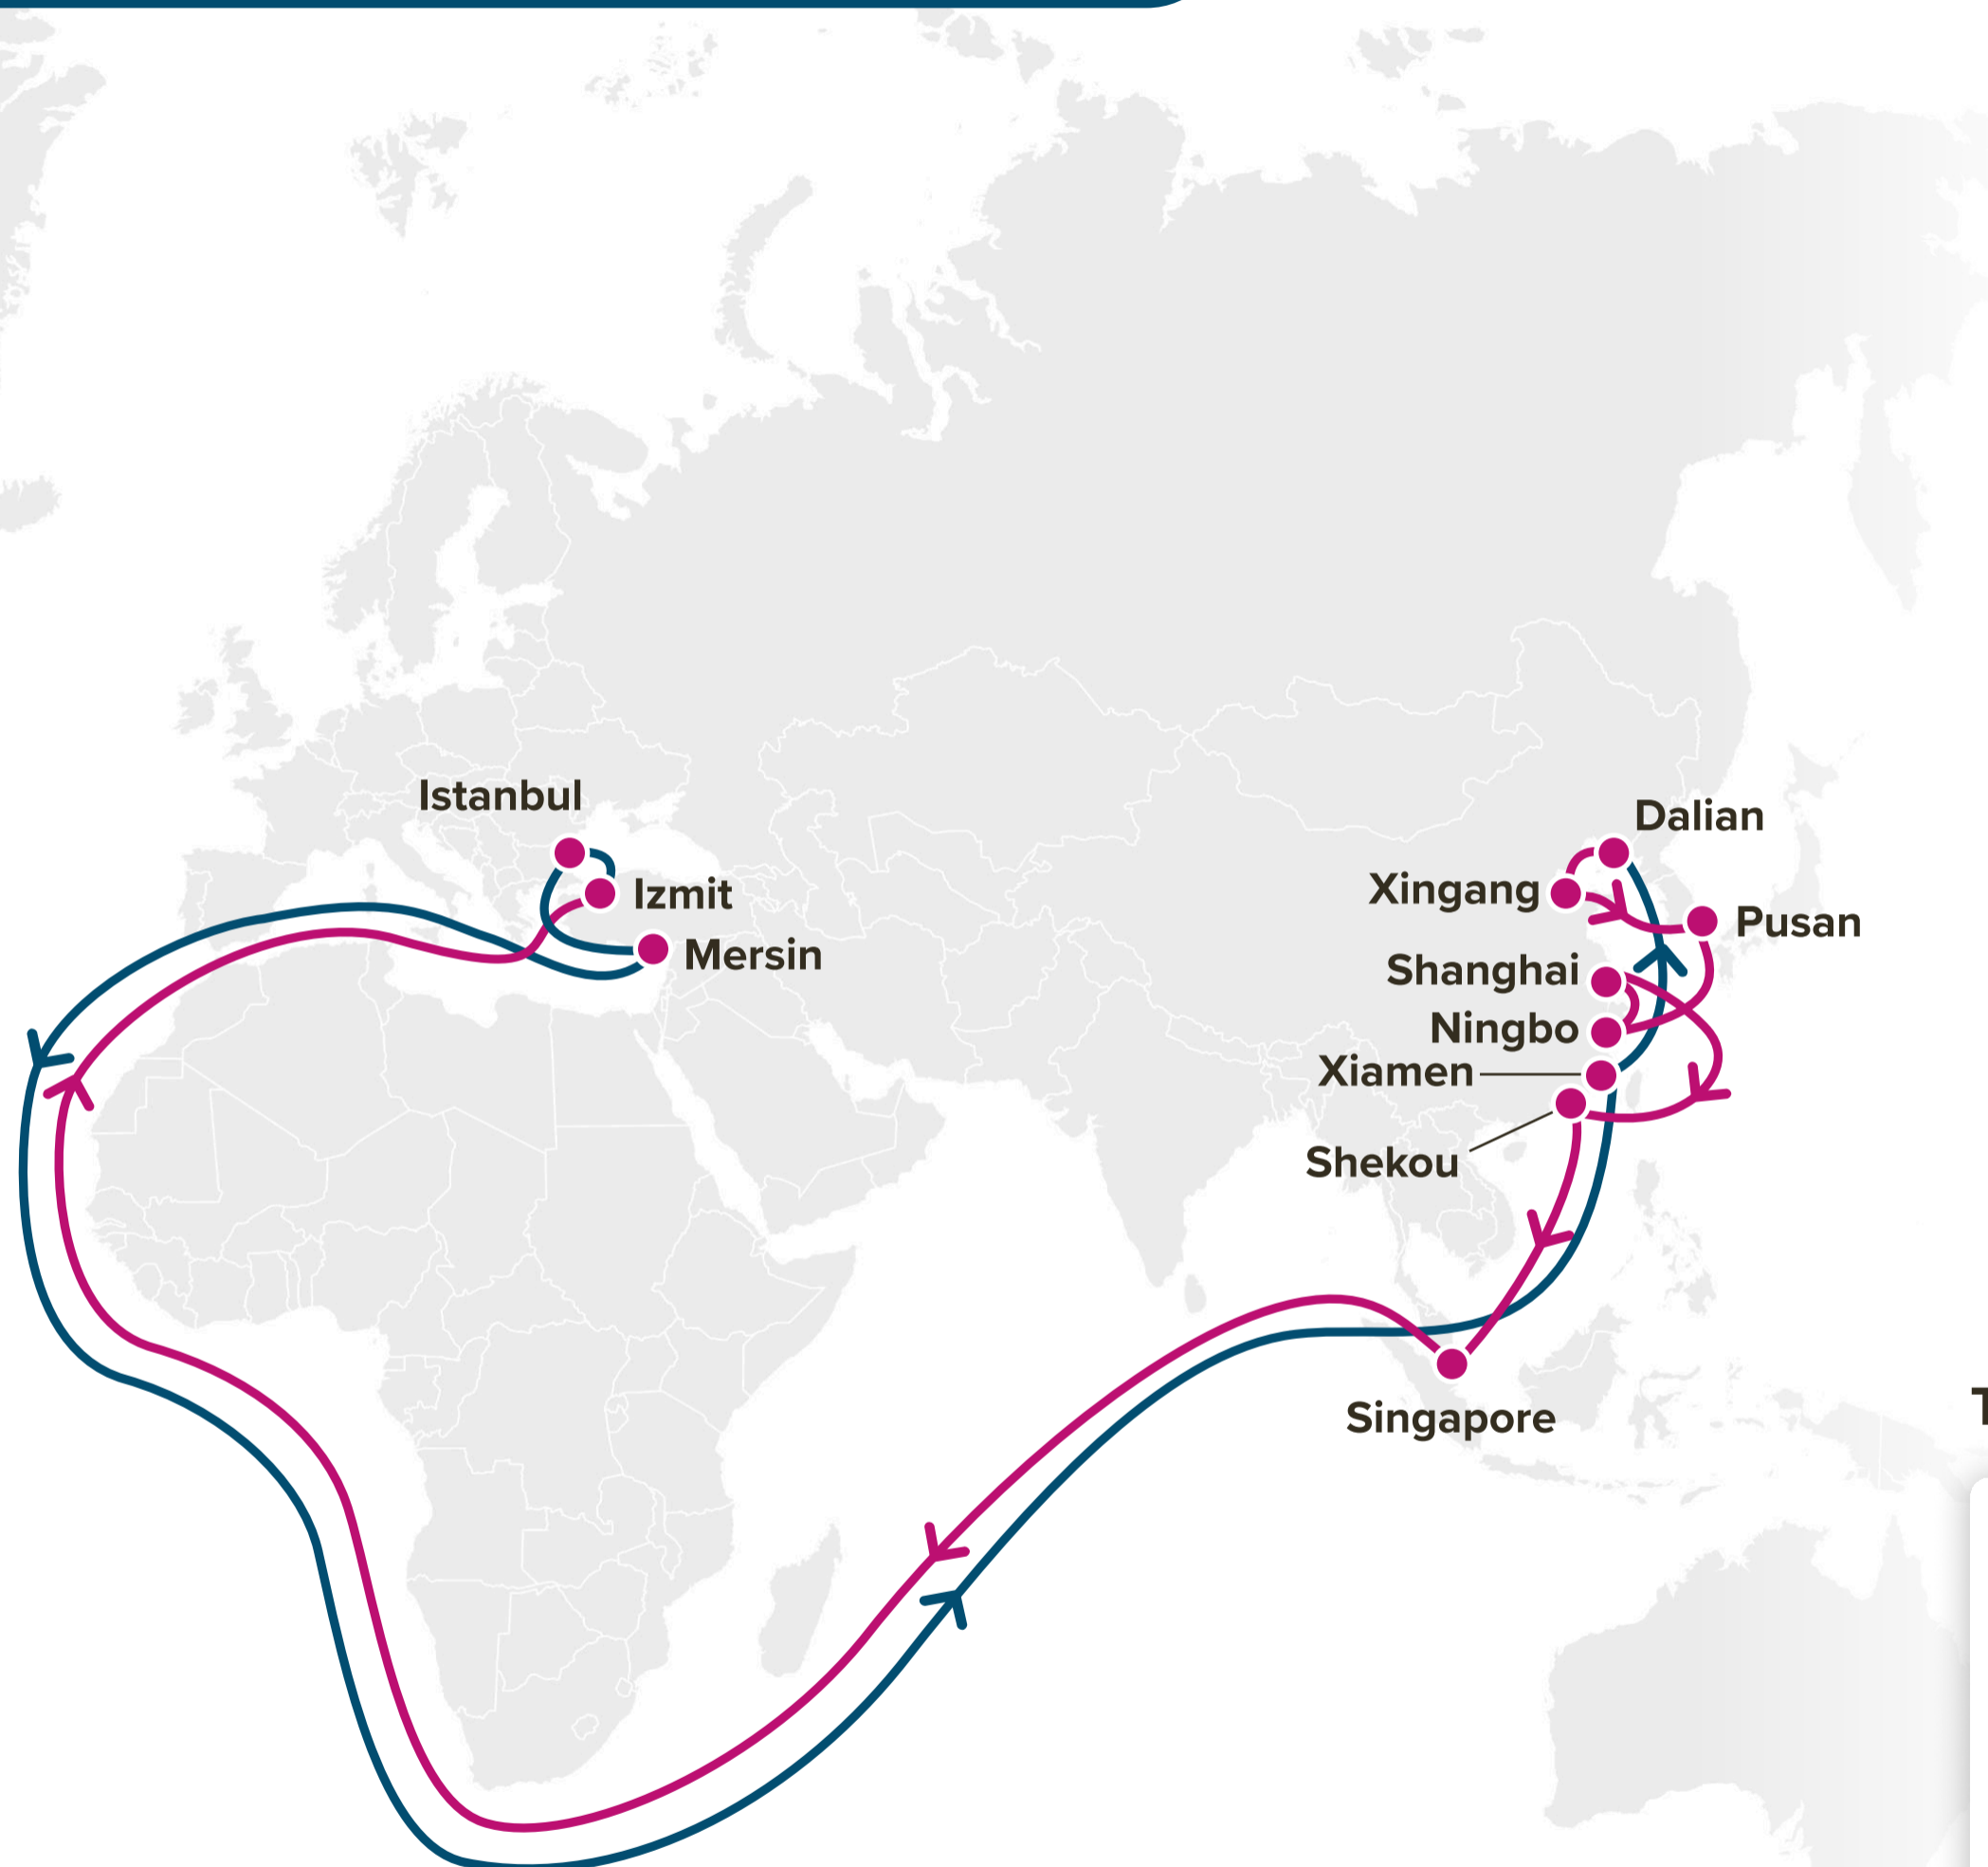 Istanbul
Izmit
Mersin
Dalian
Xingang
Pusan
Shanghai
Ningbo
Xiamen
Shekou
Singapore